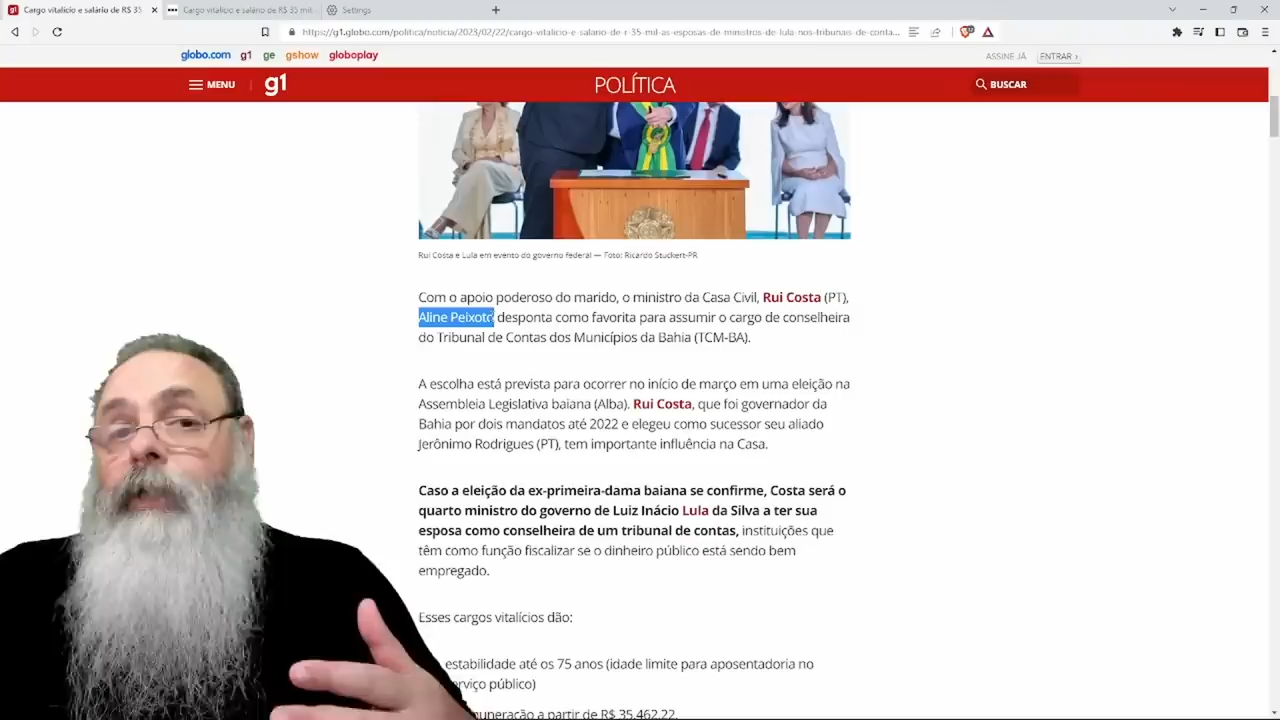 Cargo vitalício e salário de R$ 35
Cargo vitalício e salário de R$ 35 mil
Settings
https://g1.globo.com/politica/noticia/2023/02/22/cargo-vitalicio-e-salario-de-r-35-mil-as-esposas-de-ministros-de-lula-nos-tribunais-de-conta...
globo.com g1 ge gshow globoplay
ASSINE JÁ ENTRAR ›
MENU g1 POLÍTICA BUSCAR
Rui Costa e Lula em evento do governo federal — Foto: Ricardo Stuckert-PR
Com o apoio poderoso do marido, o ministro da Casa Civil, Rui Costa (PT),
Aline Peixoto desponta como favorita para assumir o cargo de conselheira
do Tribunal de Contas dos Municípios da Bahia (TCM-BA).
A escolha está prevista para ocorrer no início de março em uma eleição na
Assembleia Legislativa baiana (Alba). Rui Costa, que foi governador da
Bahia por dois mandatos até 2022 e elegeu como sucessor seu aliado
Jerônimo Rodrigues (PT), tem importante influência na Casa.
Caso a eleição da ex-primeira-dama baiana se confirme, Costa será o
quarto ministro do governo de Luiz Inácio Lula da Silva a ter sua
esposa como conselheira de um tribunal de contas, instituições que
têm como função fiscalizar se o dinheiro público está sendo bem
empregado.
Esses cargos vitalícios dão:
estabilidade até os 75 anos (idade limite para aposentadoria no
público)
a partir de R$ 35.462,22.